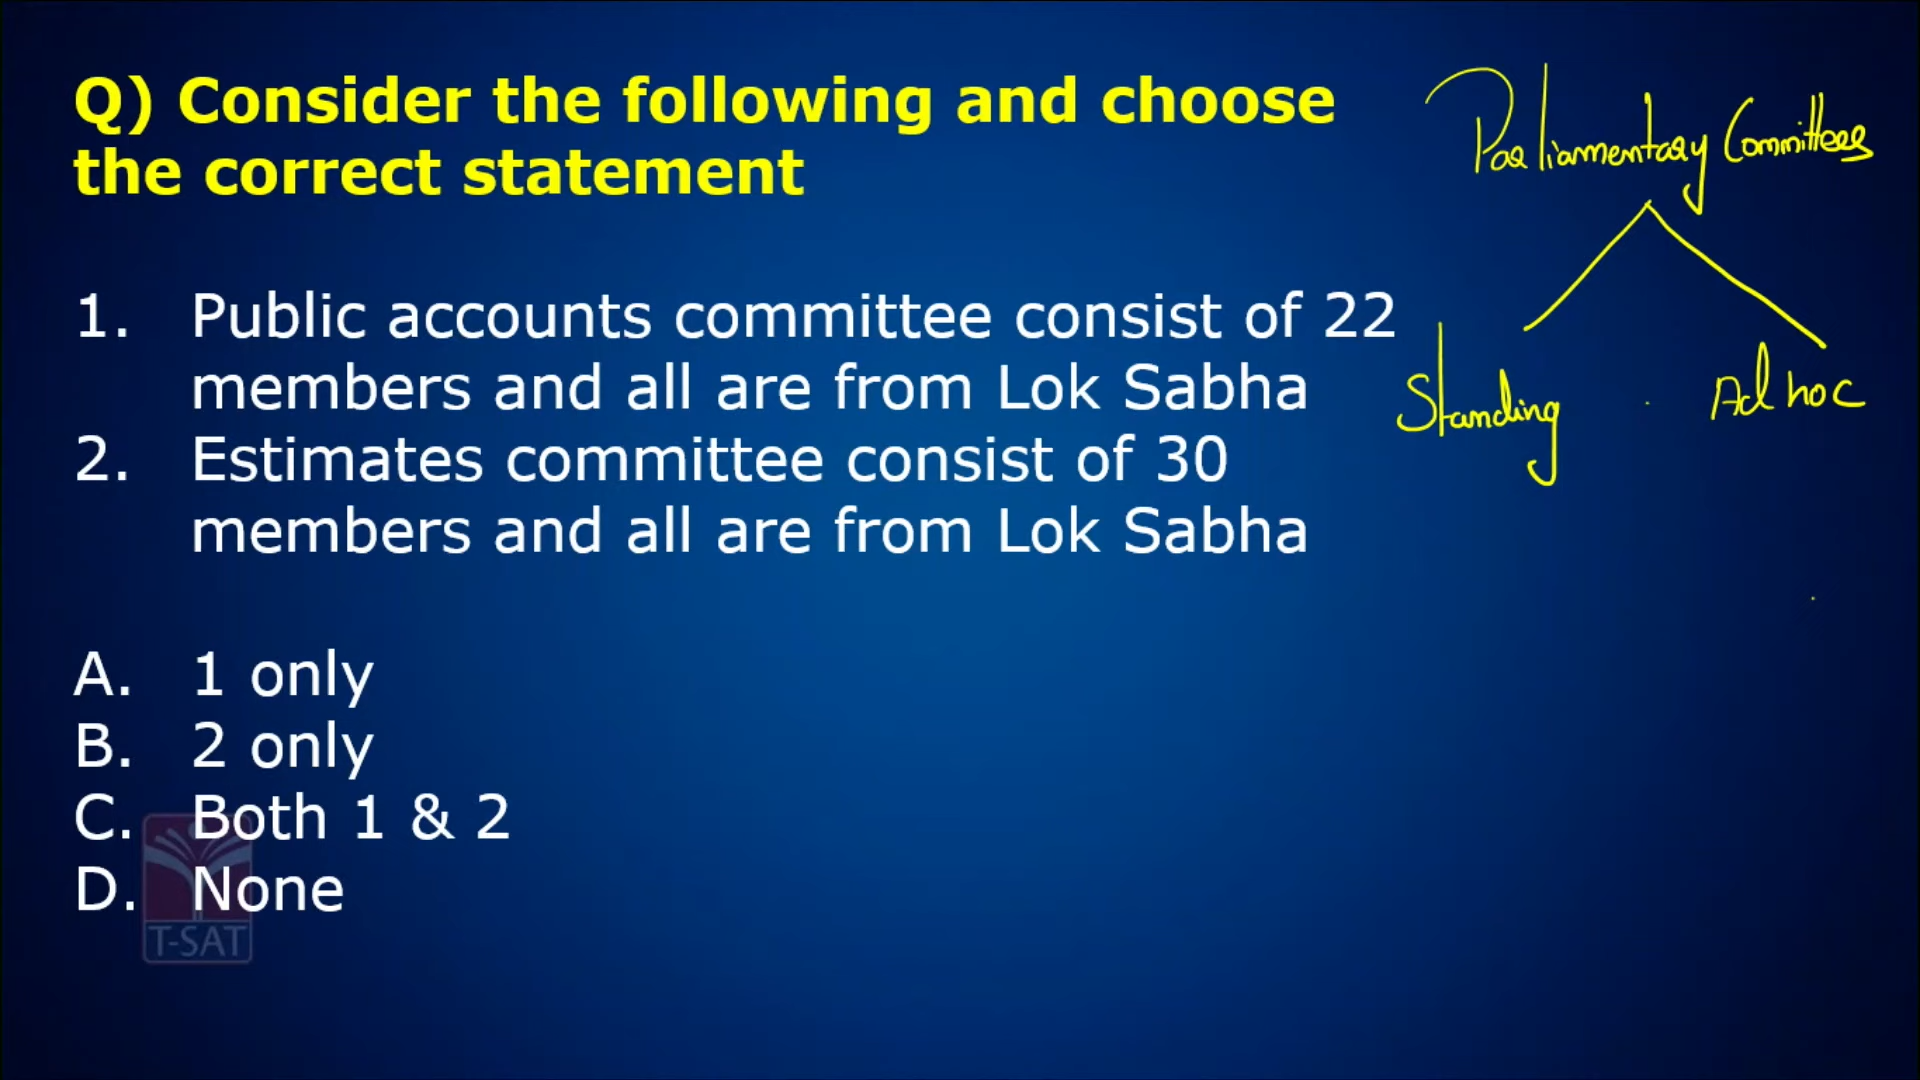 Q) Consider the following and choose
the correct statement
1. Public accounts committee consist of 22
members and all are from Lok Sabha
2. Estimates committee consist of 30
members and all are from Lok Sabha
A. 1 only
B. 2 only
C. Both 1 & 2
D. None
T-SAT
Parliamentary Committees
Standing
Ad hoc